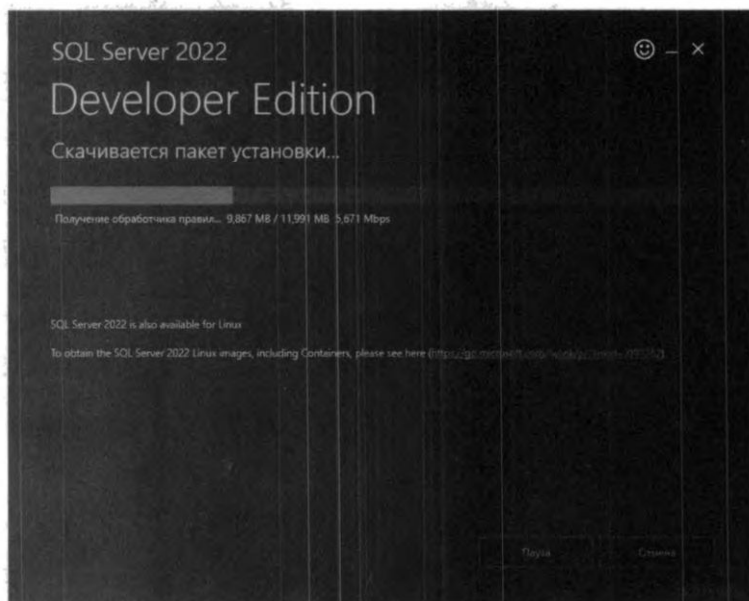 SQL Server 2022
Developer Edition
Скачивается пакет установки...
Получение обработчика правил... 9,867 MB / 11,991 MB 5,671 Mbps
SQL Server 2022 is also available for Linux
To obtain the SQL Server 2022 Linux images, including Containers, please see here
Пауза
Отмена